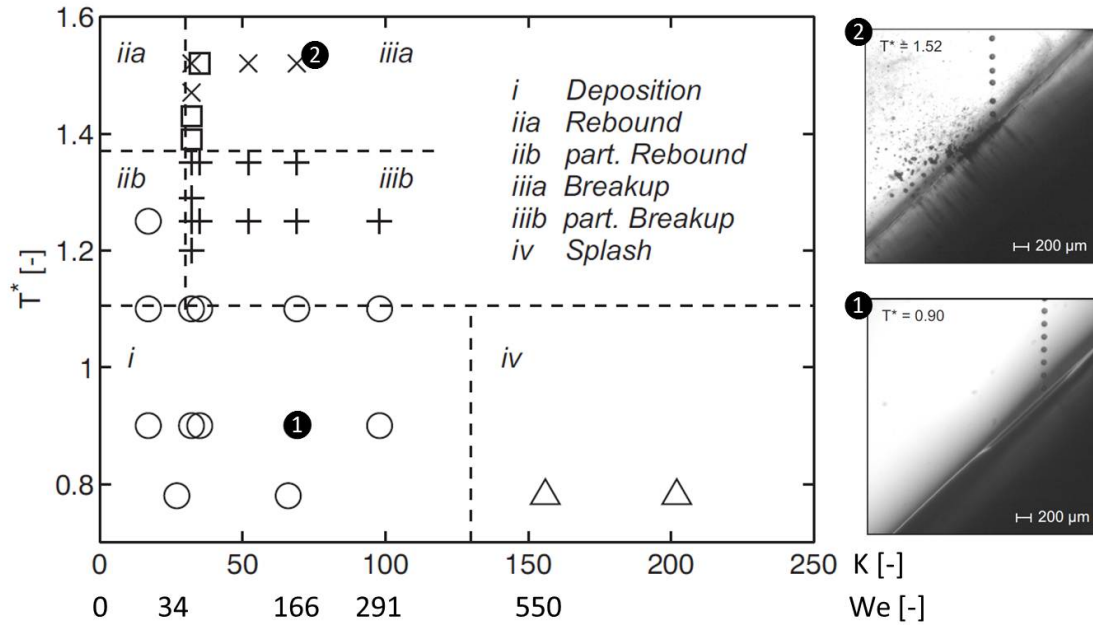 1.6
1.4
1.2
1
0.8
T* [-]
iia
iiia
iib
iiib
i
iv
2
1
i Deposition
iia Rebound
iib part. Rebound
iiia Breakup
iiib part. Breakup
iv Splash
0 50 100 150 200 250 K [-]
0 34 166 291 550 We [-]
2
T* = 1.52
200 µm
1
T* = 0.90
200 µm